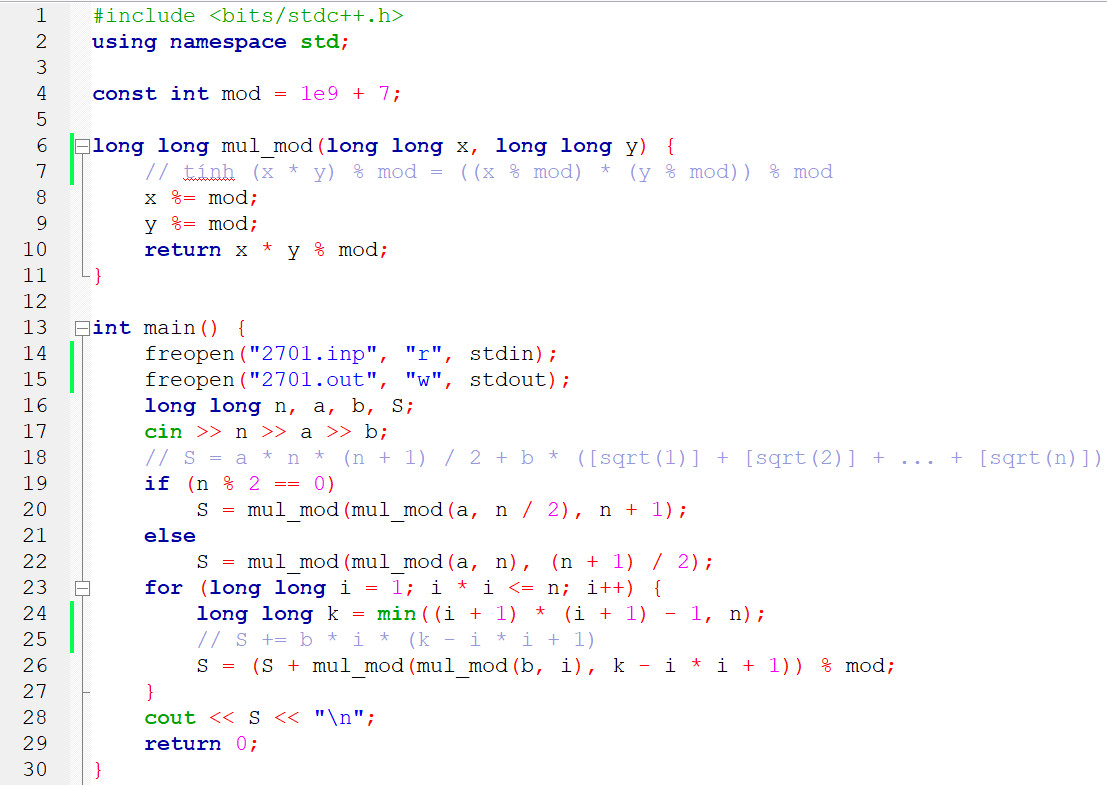 1 #include <bits/stdc++.h>
2 using namespace std;
3
4 const int mod = 1e9 + 7;
5
6 long long mul_mod(long long x, long long y) {
7 // tính (x * y) % mod = ((x % mod) * (y % mod)) % mod
8 x %= mod;
9 y %= mod;
10 return x * y % mod;
11 }
12
13 int main() {
14 freopen("2701.inp", "r", stdin);
15 freopen("2701.out", "w", stdout);
16 long long n, a, b, S;
17 cin >> n >> a >> b;
18 // S = a * n * (n + 1) / 2 + b * ([sqrt(1)] + [sqrt(2)] + ... + [sqrt(n)])
19 if (n % 2 == 0)
20 S = mul_mod(mul_mod(a, n / 2), n + 1);
21 else
22 S = mul_mod(mul_mod(a, n), (n + 1) / 2);
23 for (long long i = 1; i * i <= n; i++) {
24 long long k = min((i + 1) * (i + 1) - 1, n);
25 // S += b * i * (k - i * i + 1)
26 S = (S + mul_mod(mul_mod(b, i), k - i * i + 1)) % mod;
27 }
28 cout << S << "\n";
29 return 0;
30 }